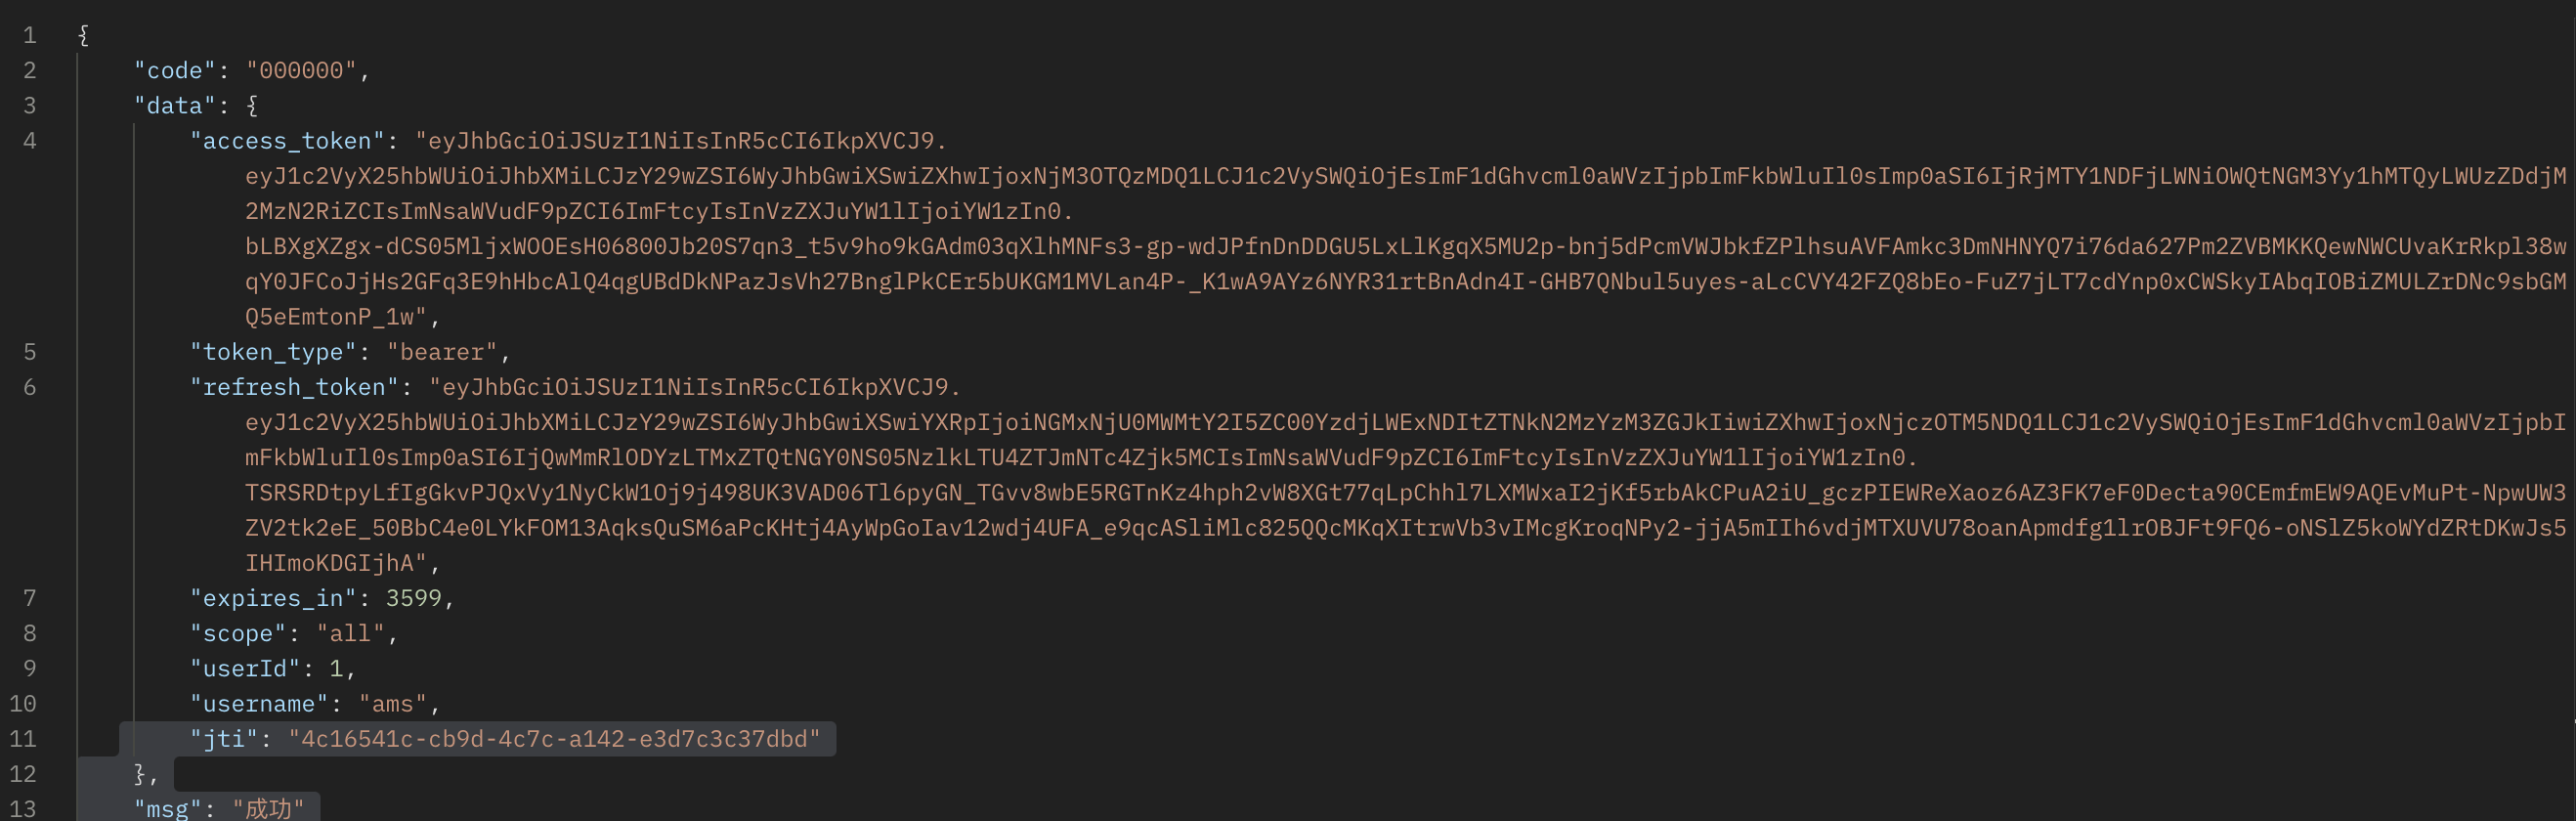 1 {
2 "code": "000000",
3 "data": {
4 "access_token": "eyJhbGciOiJSUzI1NiIsInR5cCI6IkpXVCJ9.
eyJ1c2VyX25hbWUiOiJhbXMiLCJzY29wZSI6WyJhbGwiXSwiZXhwIjoxNjM3OTQzMDQ1LCJ1c2VySWQiOjEsImF1dGhvcml0aWVzIjpbImFkbWluIl0sImp0aSI6IjRjMTY1NDFjLWNiOWQtNGM3Yy1hMTQyLWUzZDdjM
2MzN2RiZCIsImNsaWVudF9pZCI6ImFtcyIsInVzZXJuYW1lIjoiYW1zIn0.
bLBXgXZgx-dCS05MljxWOOEsH06800Jb20S7qn3_t5v9ho9kGAdm03qXlhMNFs3-gp-wdJPfnDnDDGU5LxLlKgqX5MU2p-bnj5dPcmVWJbkfZPlhsuAVFAmkc3DmNHNYQ7i76da627Pm2ZVBMKKQewNWCUvaKrRkpl38w
qY0JFCoJjHs2GFq3E9hHbcAlQ4qgUBdDkNPazJsVh27BnglPkCEr5bUKGM1MVLan4P-_K1wA9AYz6NYR31rtBnAdn4I-GHB7QNbul5uyes-aLcCVY42FZQ8bEo-FuZ7jLT7cdYnp0xCWSkyIAbqIOBiZMULZrDNc9sbGM
Q5eEmtonP_1w",
5 "token_type": "bearer",
6 "refresh_token": "eyJhbGciOiJSUzI1NiIsInR5cCI6IkpXVCJ9.
eyJ1c2VyX25hbWUiOiJhbXMiLCJzY29wZSI6WyJhbGwiXSwiYXRpIjoiNGMxNjU0MWMtY2I5ZC00YzdjLWExNDItZTNkN2MzYzM3ZGJkIiwiZXhwIjoxNjczOTM5NDQ1LCJ1c2VySWQiOjEsImF1dGhvcml0aWVzIjpbI
mFkbWluIl0sImp0aSI6IjQwMmRlODYzLTMxZTQtNGY0NS05NzlkLTU4ZTJmNTc4Zjk5MCIsImNsaWVudF9pZCI6ImFtcyIsInVzZXJuYW1lIjoiYW1zIn0.
TSRSRDtpyLfIgGkvPJQxVy1NyCkW1Oj9j498UK3VAD06Tl6pyGN_TGvv8wbE5RGTnKz4hph2vW8XGt77qLpChhl7LXMWxaI2jKf5rbAkCPuA2iU_gczPIEWReXaoz6AZ3FK7eF0Decta90CEmfmEW9AQEvMuPt-NpwUW3
ZV2tk2eE_50BbC4e0LYkFOM13AqksQuSM6aPcKHtj4AyWpGoIav12wdj4UFA_e9qcASliMlc825QQcMKqXItrwVb3vIMcgKroqNPy2-jjA5mIIh6vdjMTXUVU78oanApmdfg1lrOBJFt9FQ6-oNSlZ5koWYdZRtDKwJs5
IHImoKDGIjhA",
7 "expires_in": 3599,
8 "scope": "all",
9 "userId": 1,
10 "username": "ams",
11 "jti": "4c16541c-cb9d-4c7c-a142-e3d7c3c37dbd"
12 },
13 "msg": "成功"